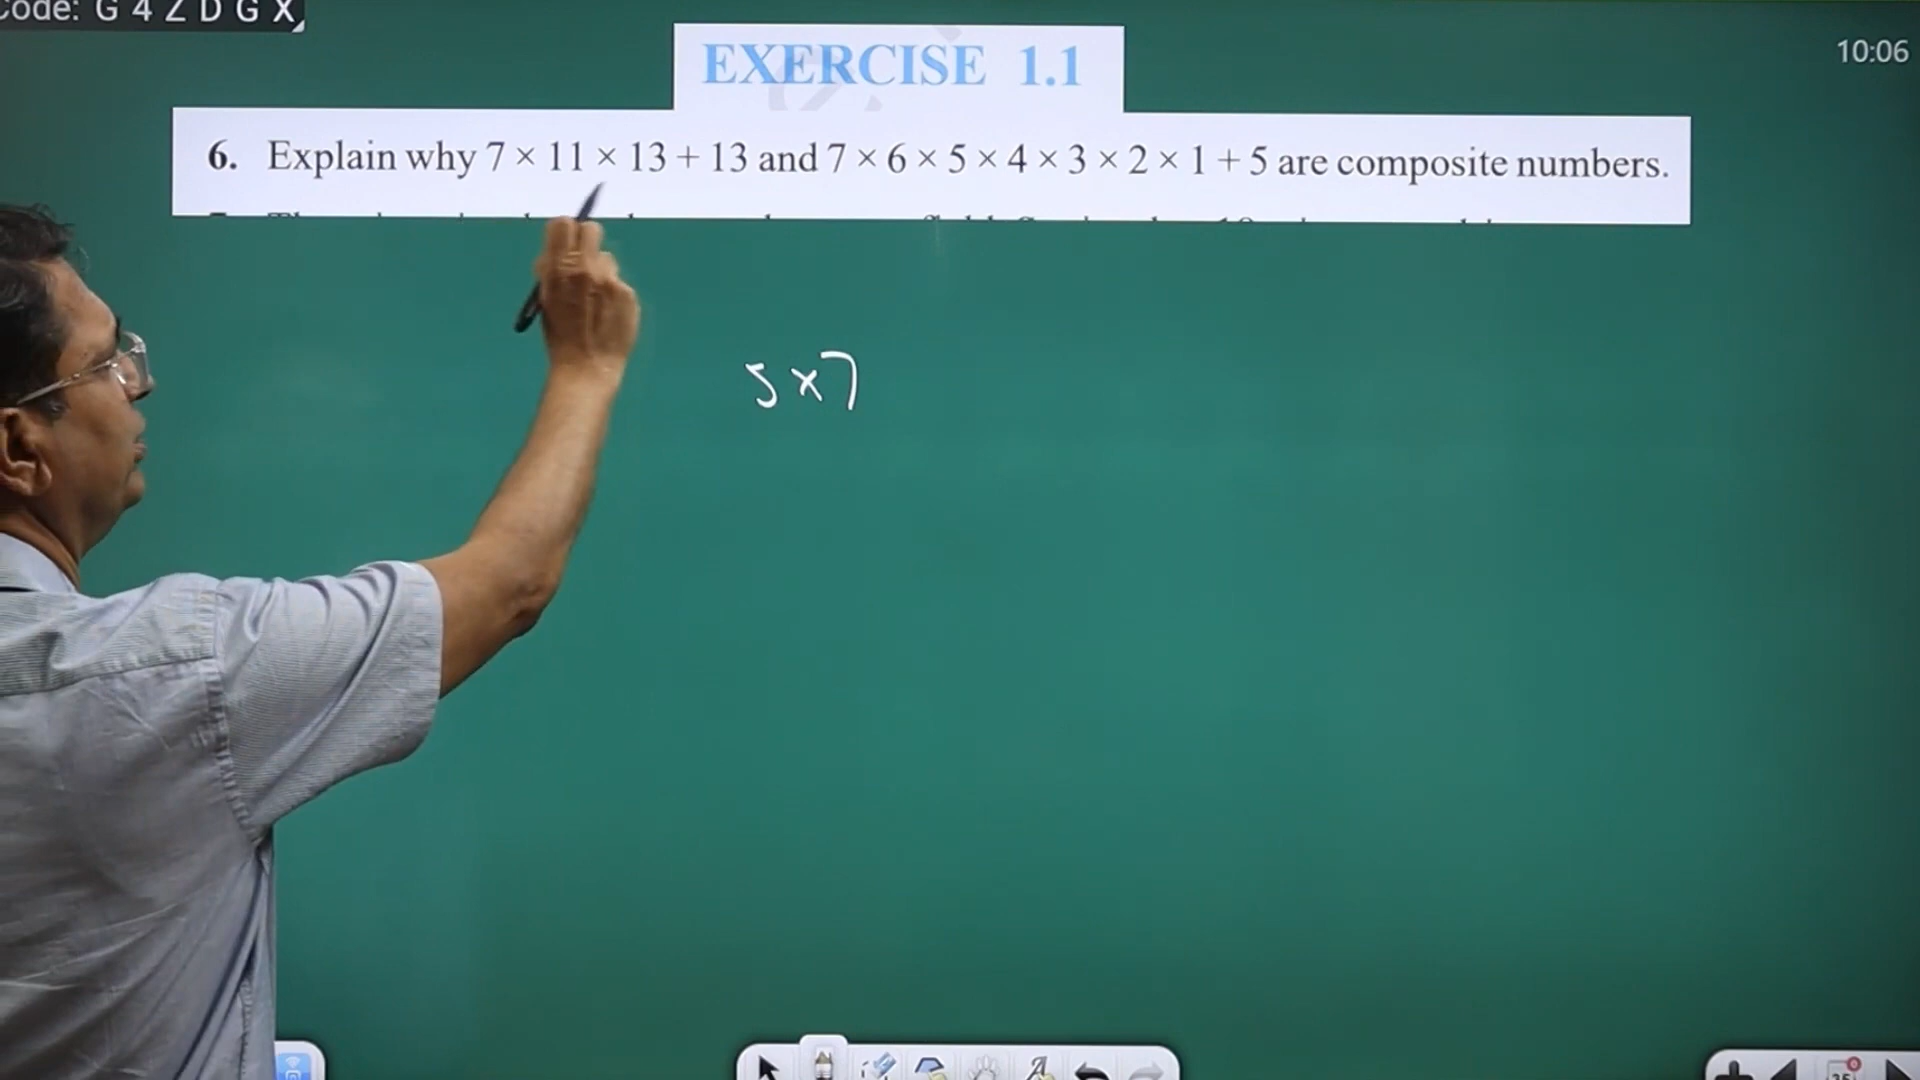 Code: G 4 Z D G X
10:06
EXERCISE 1.1
6. Explain why 7 × 11 × 13 + 13 and 7 × 6 × 5 × 4 × 3 × 2 × 1 + 5 are composite numbers.
5 × 7